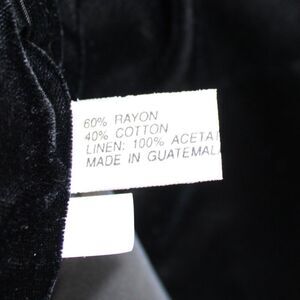 60% RAYON
40% COTTON
LINEN: 100% ACETA
MADE IN GUATEMAL